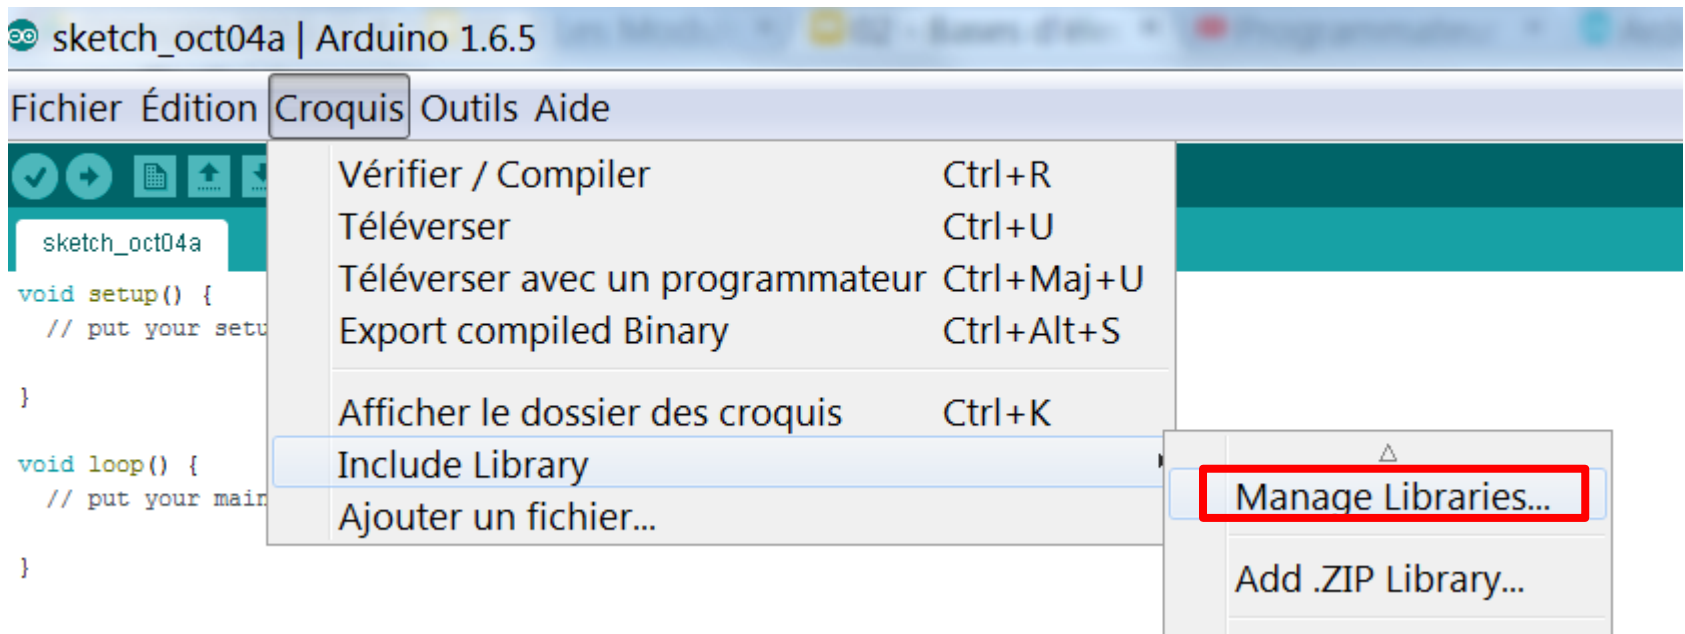 sketch_oct04a | Arduino 1.6.5
Fichier Édition Croquis Outils Aide
Vérifier / Compiler Ctrl+R
Téléverser Ctrl+U
Téléverser avec un programmateur Ctrl+Maj+U
Export compiled Binary Ctrl+Alt+S
Afficher le dossier des croquis Ctrl+K
Include Library
Ajouter un fichier...
Manage Libraries...
Add .ZIP Library...
sketch_oct04a
void setup() {
// put your setu
}
void loop() {
// put your main
}